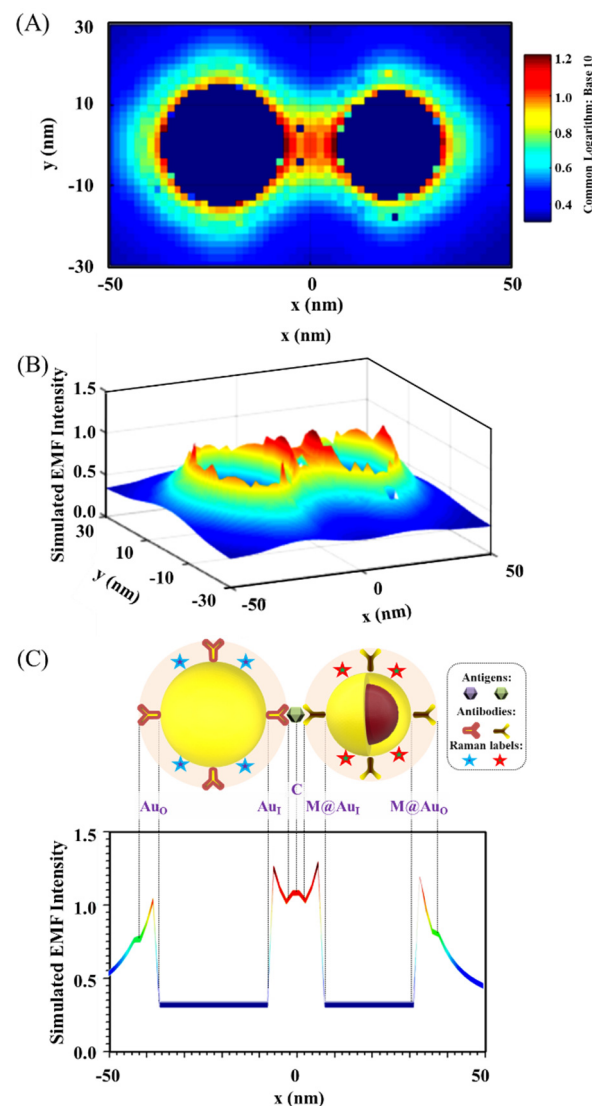 (A)
30
10
-10
-30
y (nm)
-50
0
50
x (nm)
1.2
1.0
0.8
0.6
0.4
Common Logarithm: Base 10
x (nm)
(B)
1.5
1.0
0.5
0.0
Simulated EMF Intensity
30
10
-10
-30
y (nm)
-50
0
50
x (nm)
(C)
Antigens:
Antibodies:
Raman labels:
C
AuO AuI M@AuI M@AuO
1.5
1.0
0.5
0.0
Simulated EMF Intensity
-50
0
50
x (nm)